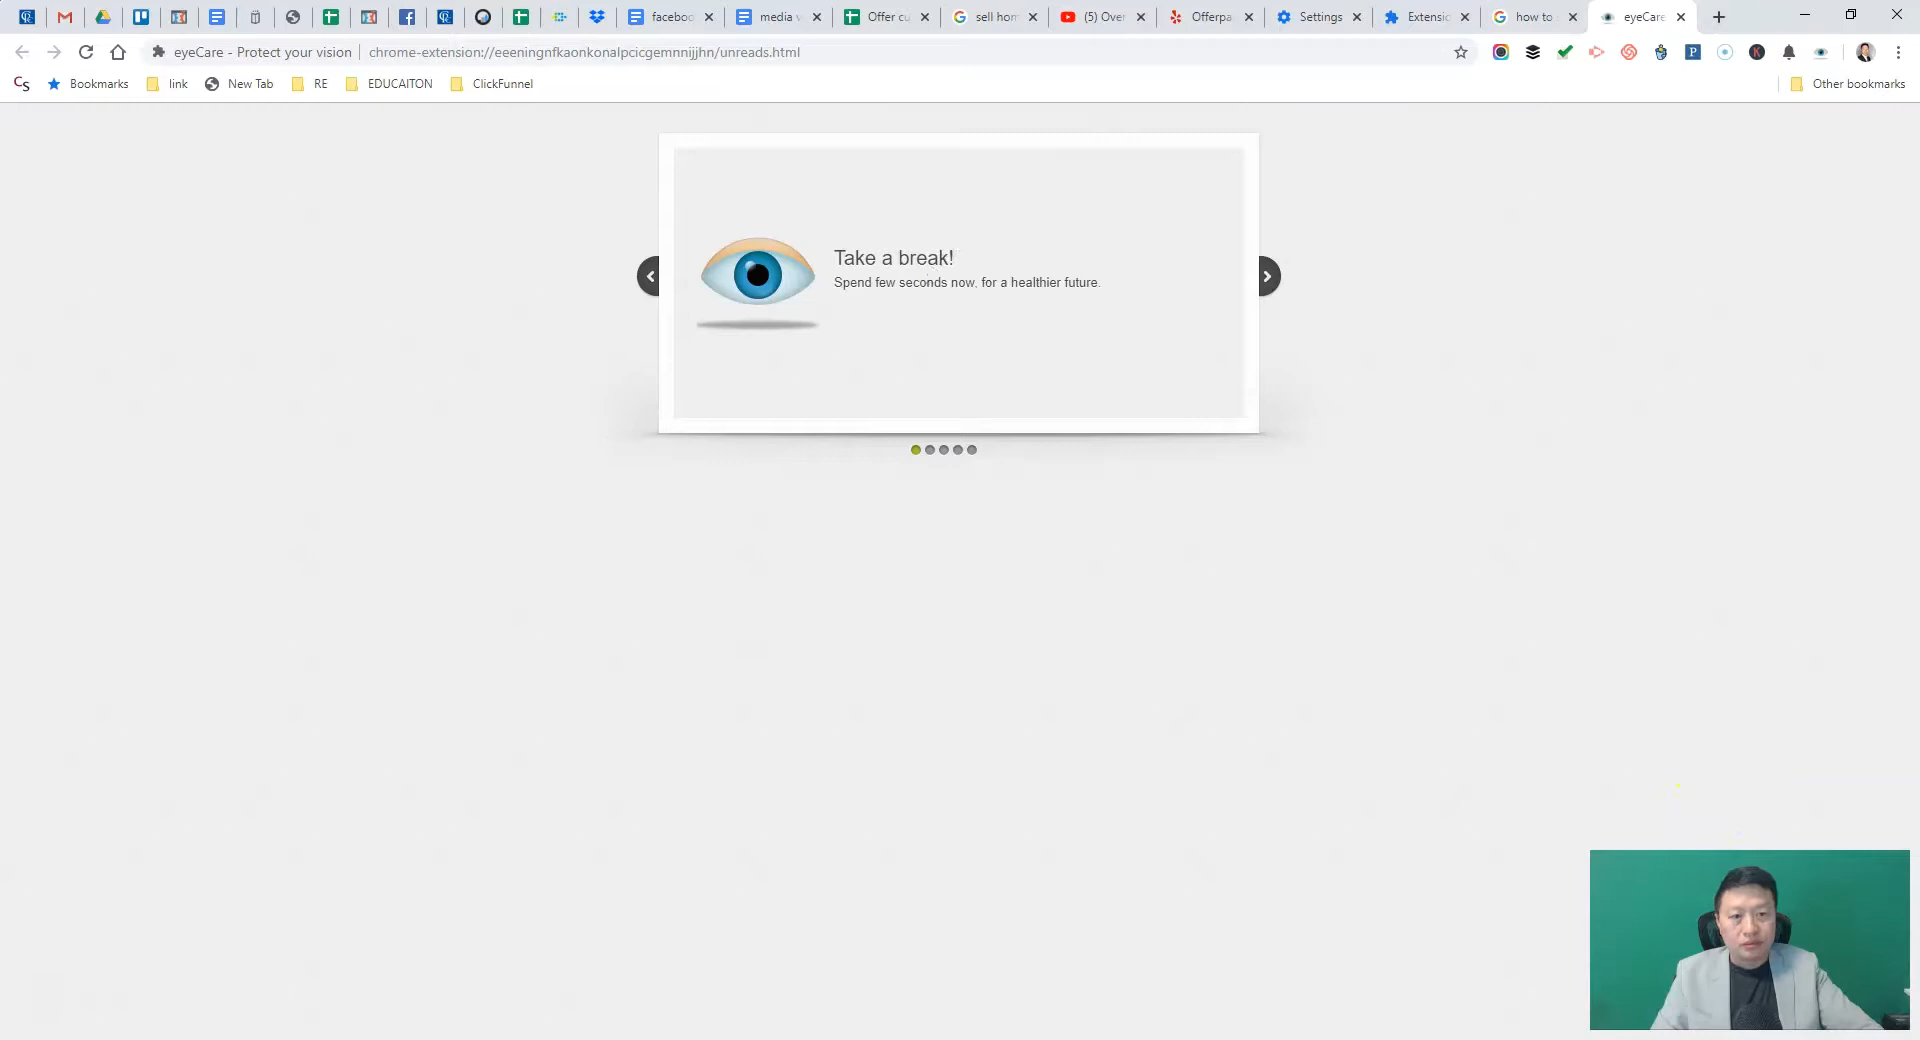 faceboo
media v
Offer cu
sell hom
(5) Over
Offerpa
Settings
Extensio
how to
eyeCare
eyeCare - Protect your vision
chrome-extension://eeeningnfkaonkonalpcicgemnnijjhn/unreads.html
P
K
CS
Bookmarks
link
New Tab
RE
EDUCAITON
ClickFunnel
Other bookmarks
Take a break!
Spend few seconds now, for a healthier future.